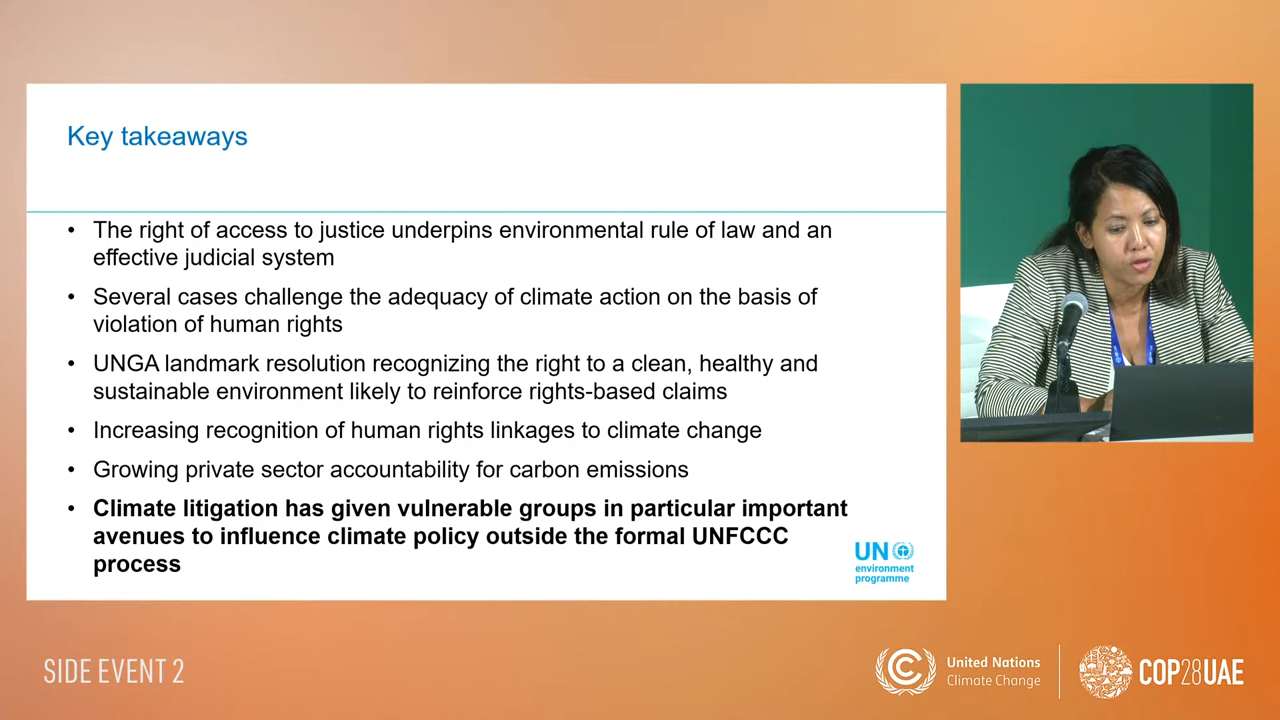 Key takeaways
• The right of access to justice underpins environmental rule of law and an
effective judicial system
• Several cases challenge the adequacy of climate action on the basis of
violation of human rights
• UNGA landmark resolution recognizing the right to a clean, healthy and
sustainable environment likely to reinforce rights-based claims
• Increasing recognition of human rights linkages to climate change
• Growing private sector accountability for carbon emissions
• Climate litigation has given vulnerable groups in particular important
avenues to influence climate policy outside the formal UNFCCC
process
UN
environment
programme
SIDE EVENT 2
United Nations
Climate Change
COP28UAE